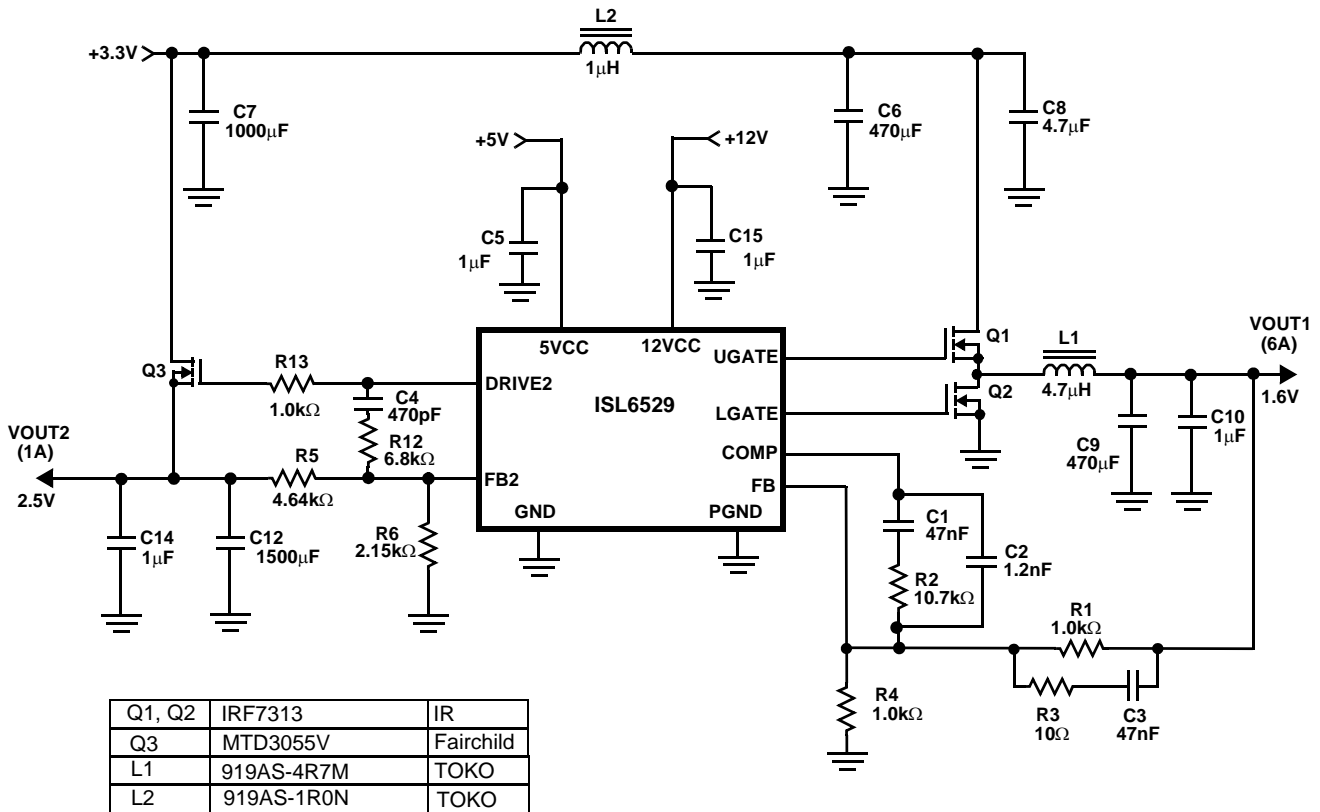 L2
+3.3V
1μH
C7
1000μF
C6
470μF
C8
4.7μF
+5V
+12V
C5
1μF
C15
1μF
5VCC
12VCC
UGATE
Q1
L1
VOUT1
(6A)
Q3
R13
1.0kΩ
DRIVE2
ISL6529
LGATE
Q2
4.7μH
1.6V
C4
470pF
R12
6.8kΩ
C9
470μF
C10
1μF
VOUT2
(1A)
2.5V
R5
4.64kΩ
FB2
COMP
FB
GND
PGND
C14
1μF
C12
1500μF
R6
2.15kΩ
C1
47nF
C2
1.2nF
R2
10.7kΩ
R1
1.0kΩ
R4
1.0kΩ
R3
10Ω
C3
47nF
Q1, Q2 IRF7313 IR
Q3 MTD3055V Fairchild
L1 919AS-4R7M TOKO
L2 919AS-1R0N TOKO